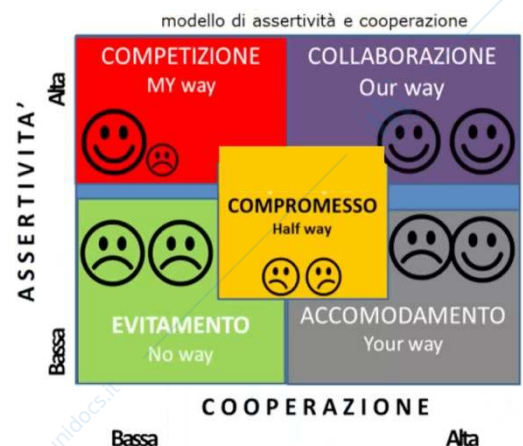 modello di assertività e cooperazione
COMPETIZIONE
MY way
COLLABORAZIONE
Our way
COMPROMESSO
Half way
EVITAMENTO
No way
ACCOMODAMENTO
Your way
Alta
ASSERTIVITA'
Bassa
COOPERAZIONE
Bassa
Alta